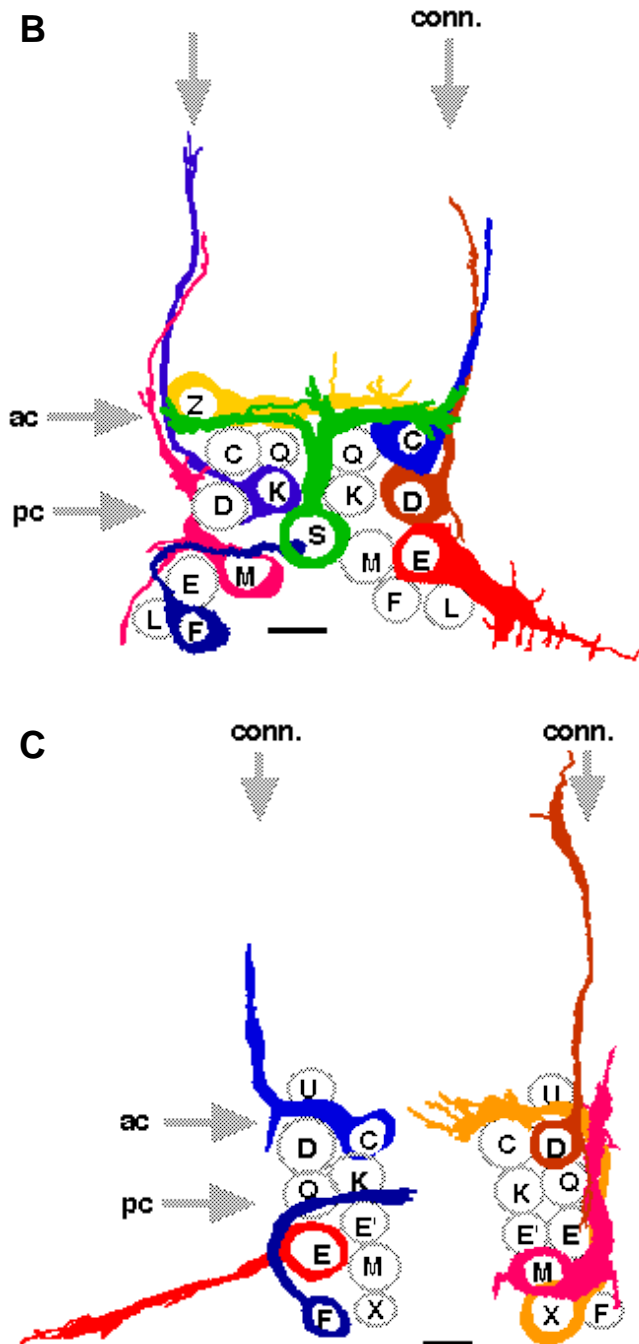 B
conn.
Z
ac
C Q Q C
K K D
pc
D
S
M E
E M
F L
L F
C
conn. conn.
U U
ac
D C C D
Q K K Q
pc
E' E' E
E M M
X X F
F